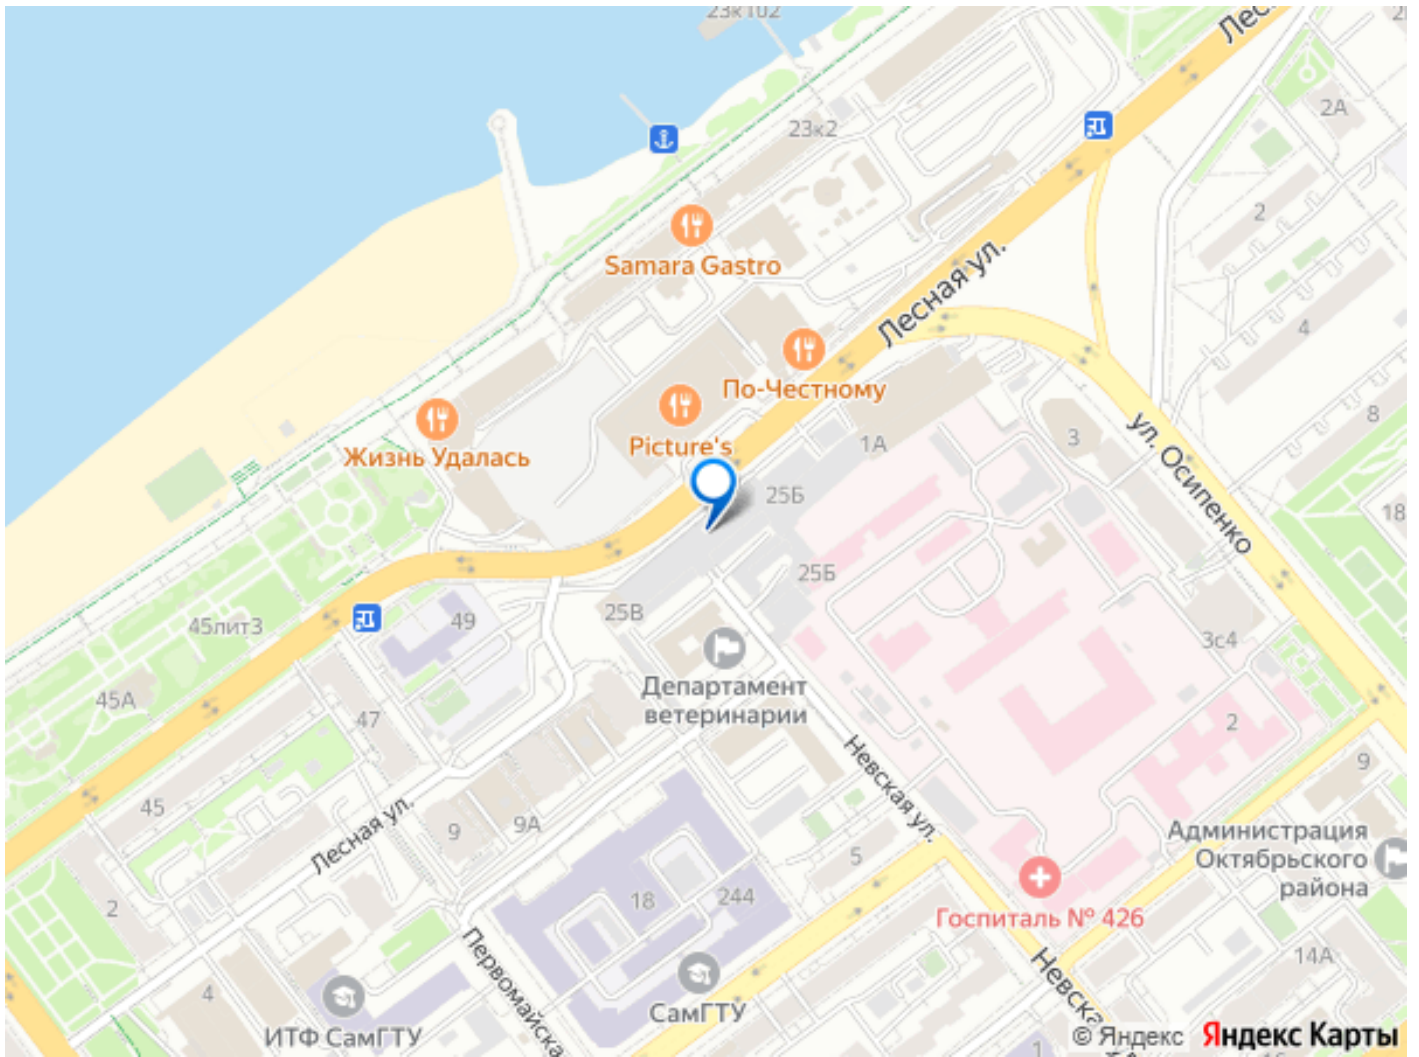 23к102
Лес
2А
23к2
2
Samara Gastro
Лесная ул.
4
По-Честному
8
Picture's
Жизнь Удалась
1А
3
ул. Осипенко
25Б
18
25Б
25В
49
45лит3
3с4
Департамент
ветеринарии
45А
47
2
Невская ул.
9
45
Лесная ул.
9
9А
5
Администрация
Октябрьского
района
2
18
244
Госпиталь № 426
Первомайска
14А
Невска
4
СамГТУ
ИТФ СамГТУ
1
© Яндекс Яндекс Карты